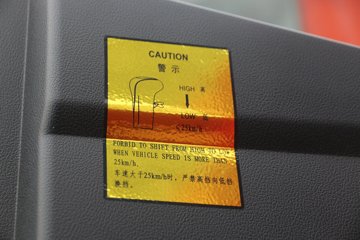 CAUTION
警示
HIGH 高
LOW 低
≤25km/h
FORBID TO SHIFT FROM HIGH TO LOW
WHEN VEHICLE SPEED IS MORE THAN
25km/h.
车速大于25km/h时，严禁高档向低档
换档。